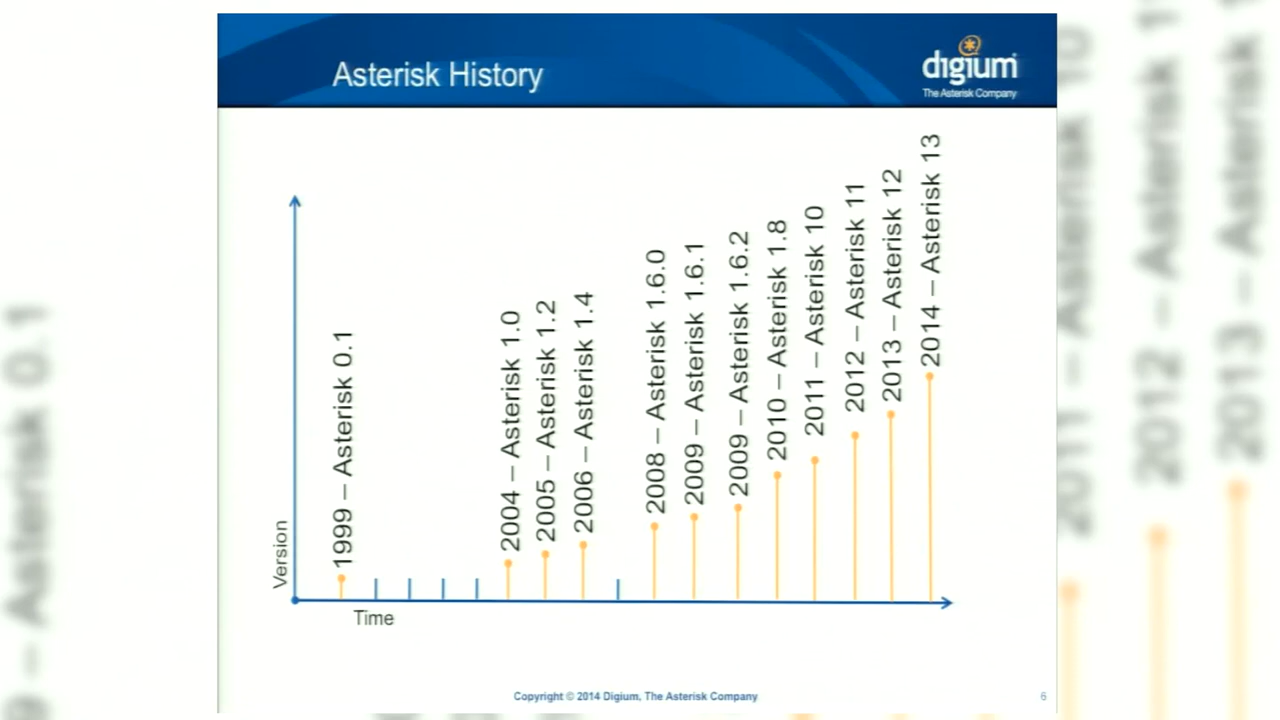 Asterisk History
digium
The Asterisk Company
Version
Time
1999 – Asterisk 0.1
2004 – Asterisk 1.0
2005 – Asterisk 1.2
2006 – Asterisk 1.4
2008 – Asterisk 1.6.0
2009 – Asterisk 1.6.1
2009 – Asterisk 1.6.2
2010 – Asterisk 1.8
2011 – Asterisk 10
2012 – Asterisk 11
2013 – Asterisk 12
2014 – Asterisk 13
Copyright © 2014 Digium, The Asterisk Company
6